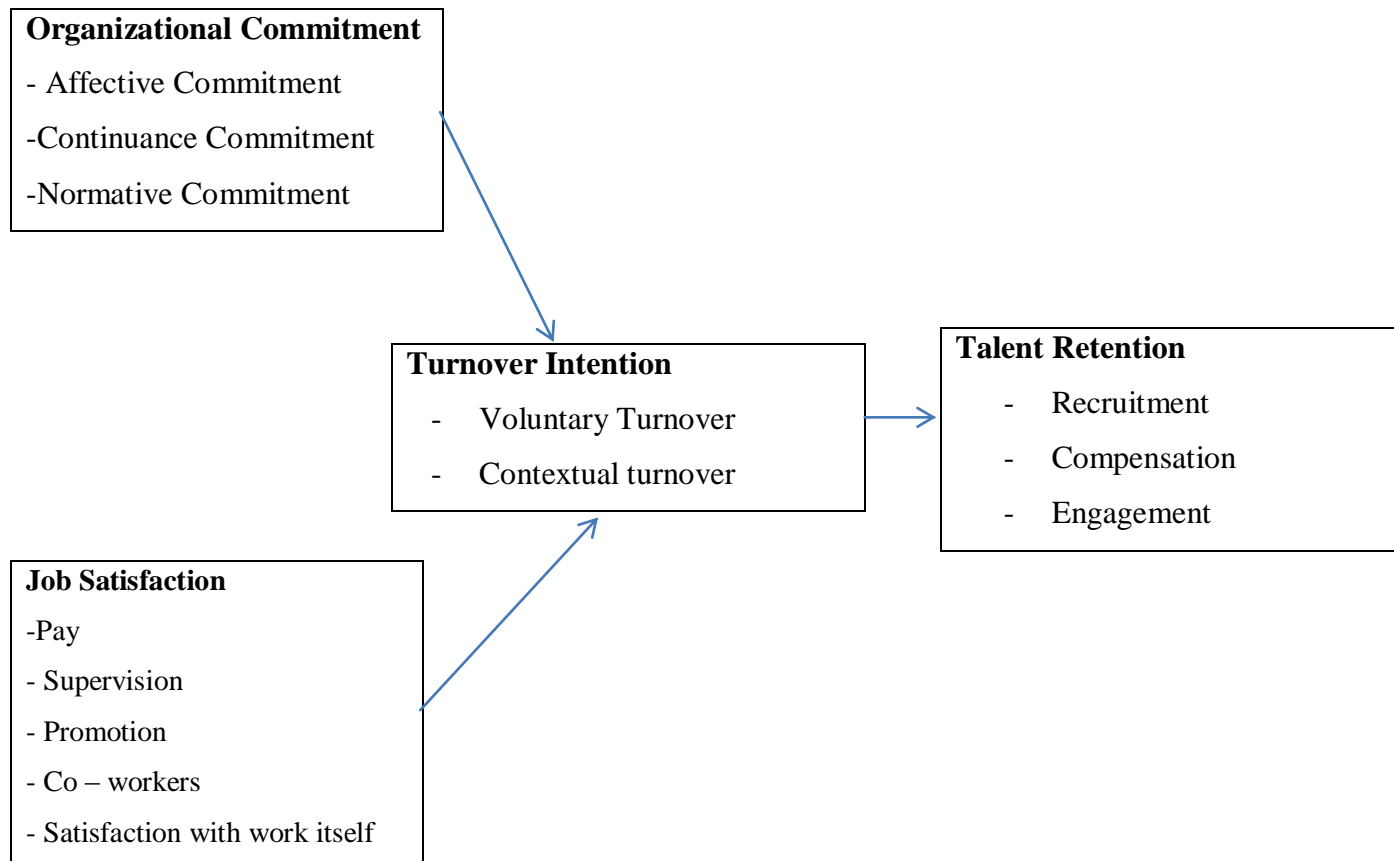 Organizational Commitment
- Affective Commitment
-Continuance Commitment
-Normative Commitment
Turnover Intention
- Voluntary Turnover
- Contextual turnover
Talent Retention
- Recruitment
- Compensation
- Engagement
Job Satisfaction
-Pay
- Supervision
- Promotion
- Co – workers
- Satisfaction with work itself